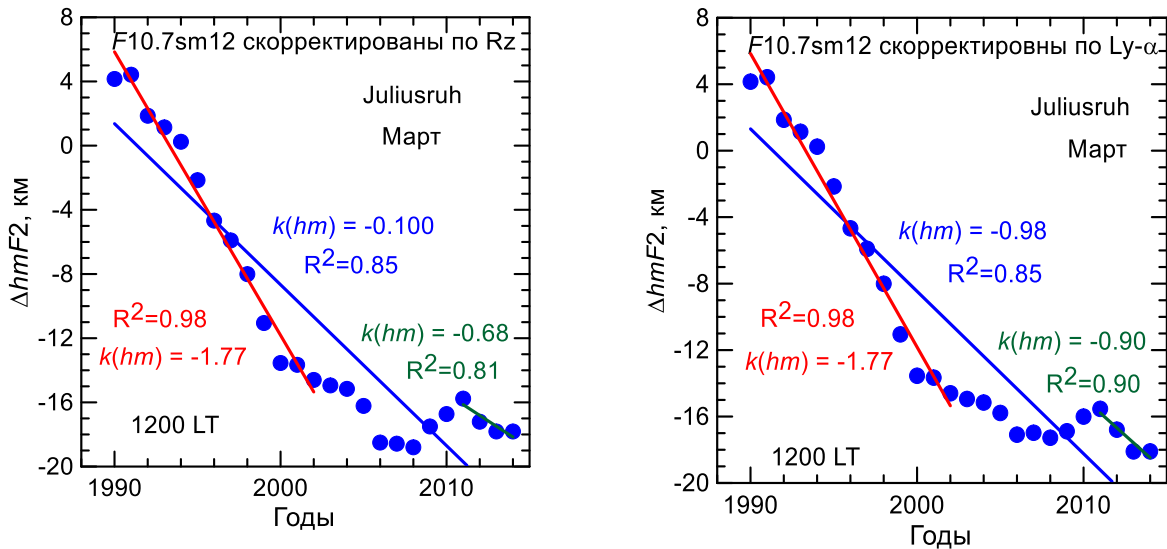 F10.7sm12 скорректированы по Rz
Juliusruh
Март
k(hm) = -0.100
R2=0.85
R2=0.98
k(hm) = -1.77
k(hm) = -0.68
R2=0.81
1200 LT
8
4
0
-4
-8
-12
-16
-20
ΔhmF2, км
1990 2000 2010
Годы
F10.7sm12 скорректировны по Ly-α
Juliusruh
Март
k(hm) = -0.98
R2=0.85
R2=0.98
k(hm) = -1.77
k(hm) = -0.90
R2=0.90
1200 LT
8
4
0
-4
-8
-12
-16
-20
ΔhmF2, км
1990 2000 2010
Годы